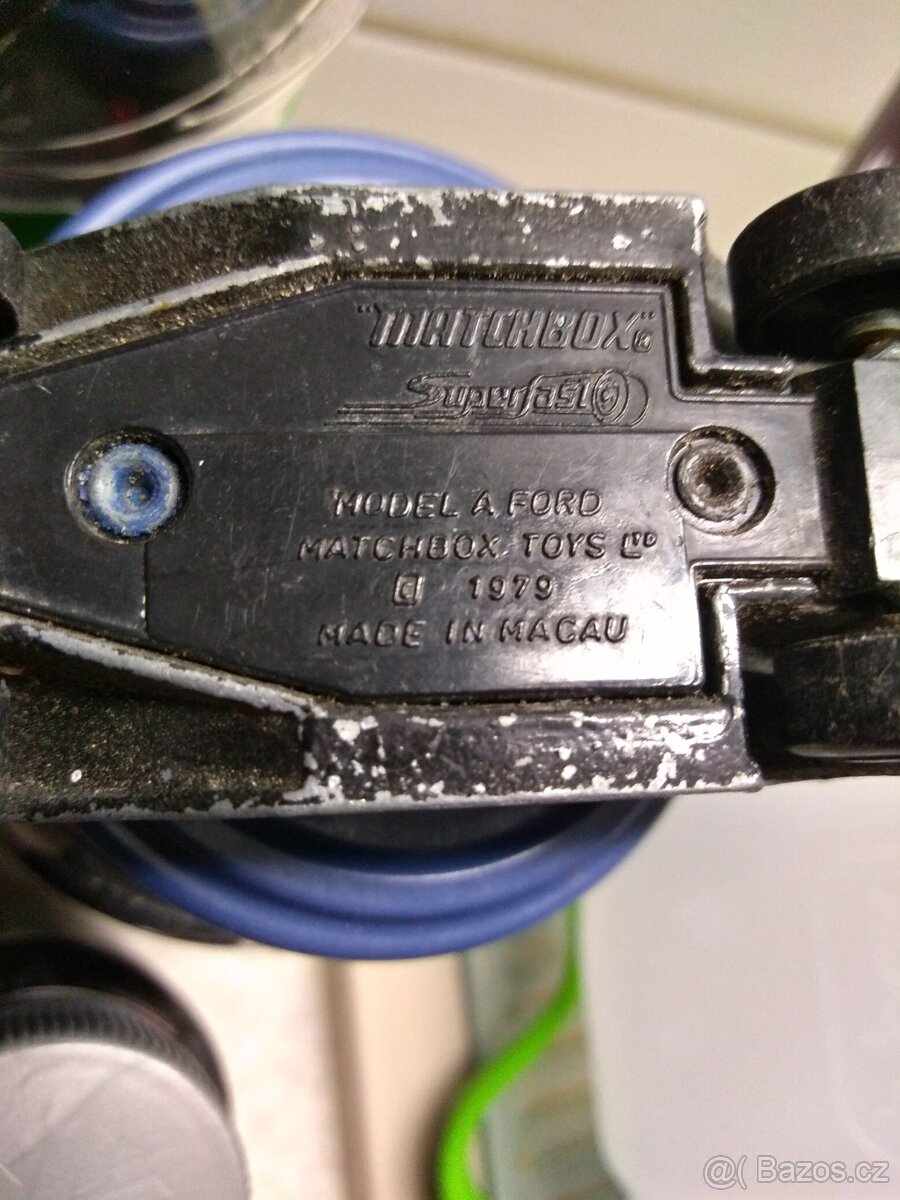 "MATCHBOX"®
Superfast
MODEL A FORD
MATCHBOX TOYS LTD
© 1979
MADE IN MACAU
@( Bazos.cz